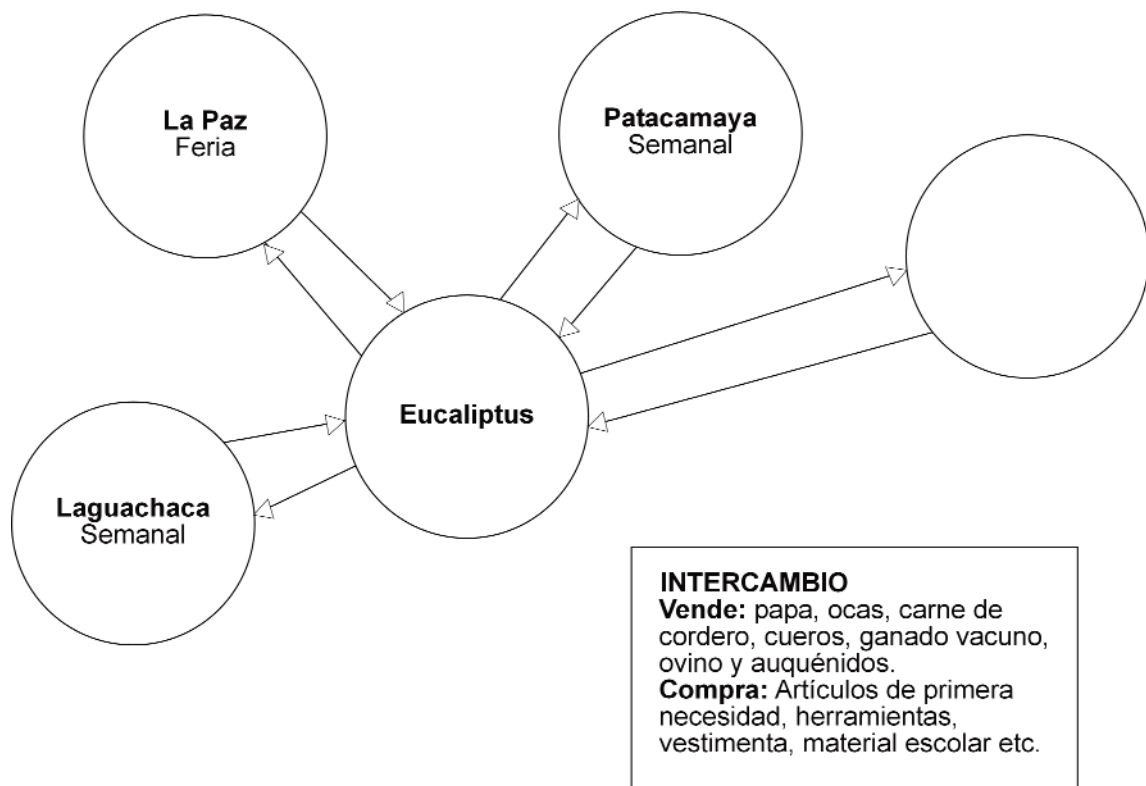 La Paz
Feria
Patacamaya
Semanal
Eucaliptus
Laguachaca
Semanal
INTERCAMBIO
Vende: papa, ocas, carne de
cordero, cueros, ganado vacuno,
ovino y auquénidos.
Compra: Artículos de primera
necesidad, herramientas,
vestimenta, material escolar etc.